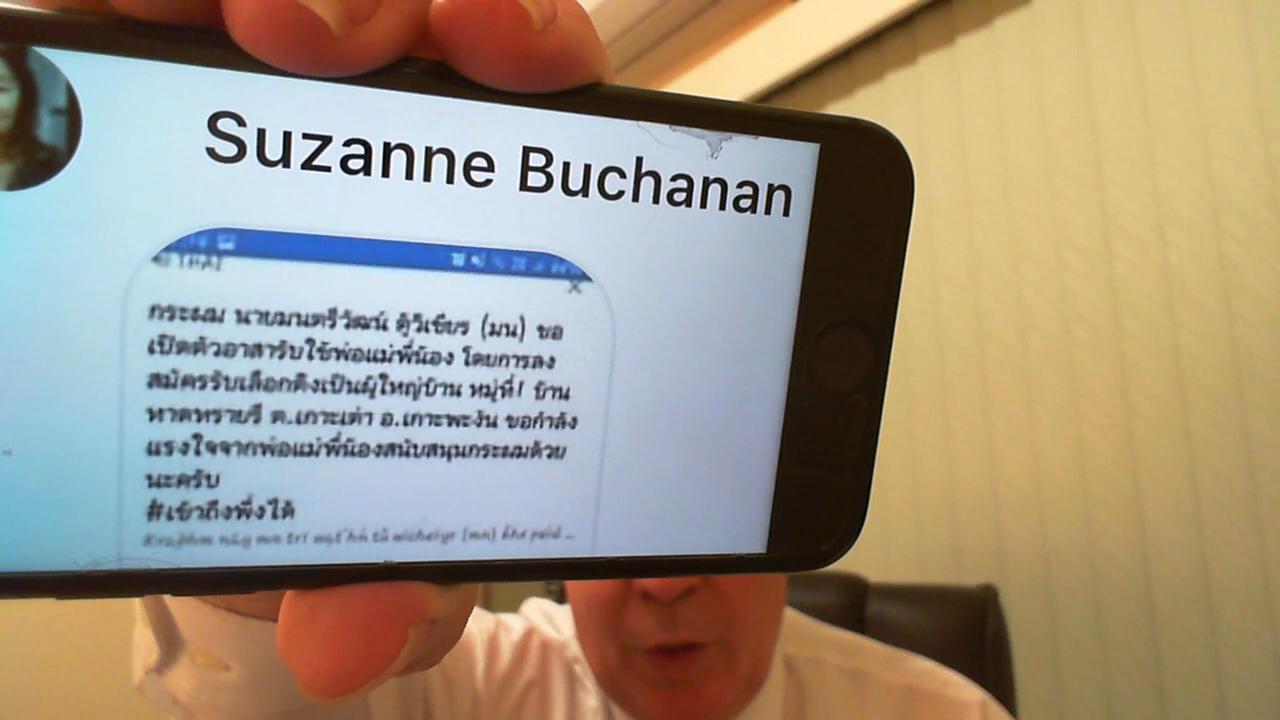 Suzanne Buchanan
THAI
กระผม นายมนตรีวัฒน์ ตู้วิเชียร (มน) ขอ
เปิดตัวอาสารับใช้พ่อแม่พี่น้อง โดยการลง
สมัครรับเลือกตั้งเป็นผู้ใหญ่บ้าน หมู่ที่1 บ้าน
หาดทรายรี ต.เกาะเต่า อ.เกาะพะงัน ขอกำลัง
แรงใจจากพ่อแม่พี่น้องสนับสนุนกระผมด้วย
นะครับ
#เข้าถึงพึ่งได้